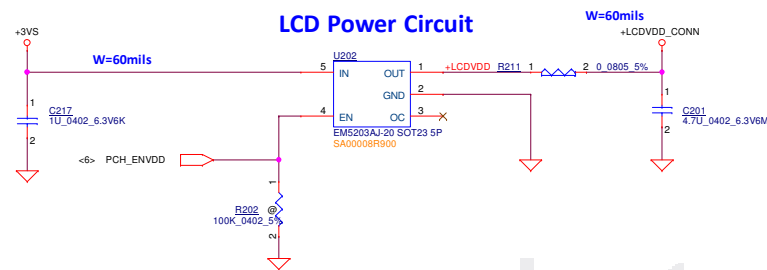 LCD Power Circuit
W=60mils
+3VS
+LCDVDD_CONN
W=60mils
U202
5 IN OUT 1 +LCDVDD R211 1 2 0_0805_5%
GND 2
4 EN OC 3
1
C217
1U_0402_6.3V6K
2
1
C201
4.7U_0402_6.3V6M
2
EM5203AJ-20 SOT23 5P
SA00008R900
<6> PCH_ENVDD
1
R202 @
100K_0402_5%
2